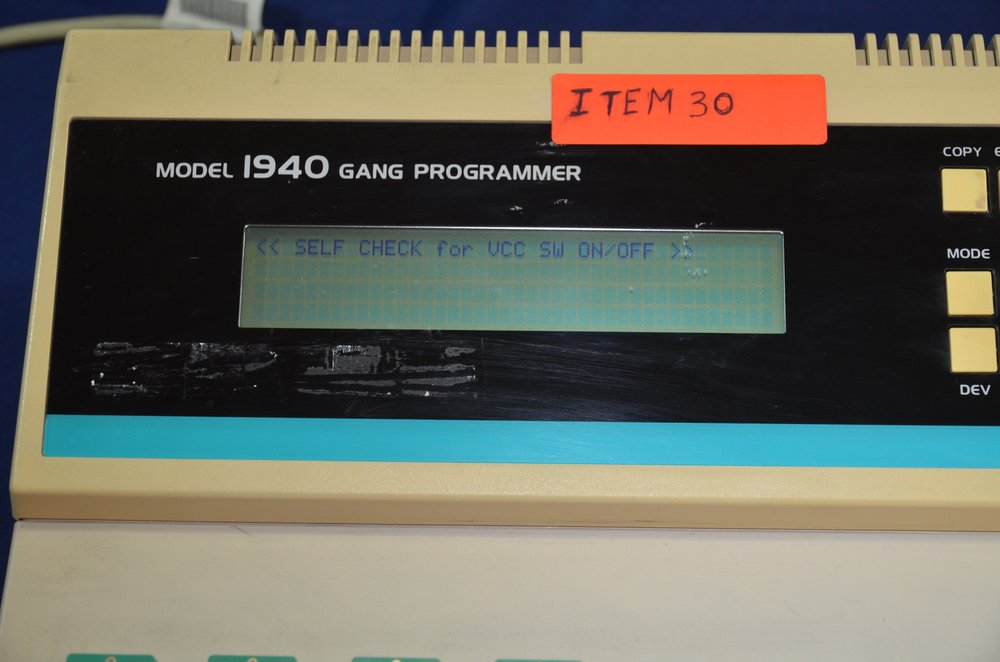 ITEM 30
MODEL 1940 GANG PROGRAMMER
<< SELF CHECK for VCC SW ON/OFF >>
COPY
MODE
DEV